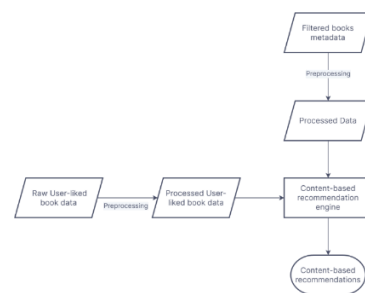 Filtered books
metadata
Preprocessing
Processed Data
Raw User-liked
book data
Preprocessing
Processed User-
liked book data
Content-based
recommendation
engine
Content-based
recommendations